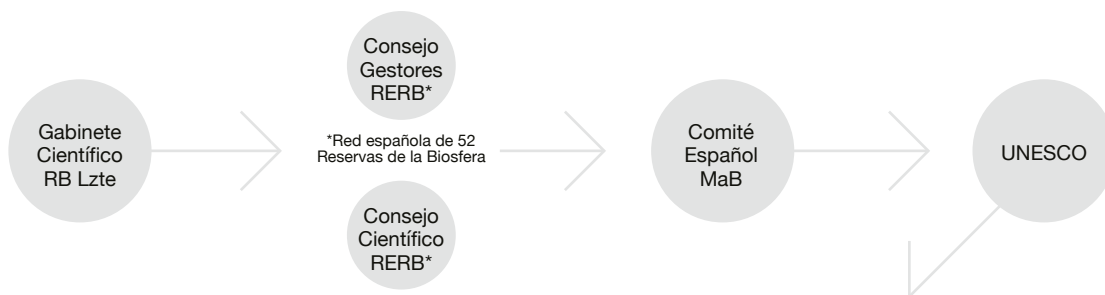 Gabinete
Científico
RB Lzte
Consejo
Gestores
RERB*
*Red española de 52
Reservas de la Biosfera
Consejo
Científico
RERB*
Comité
Español
MaB
UNESCO